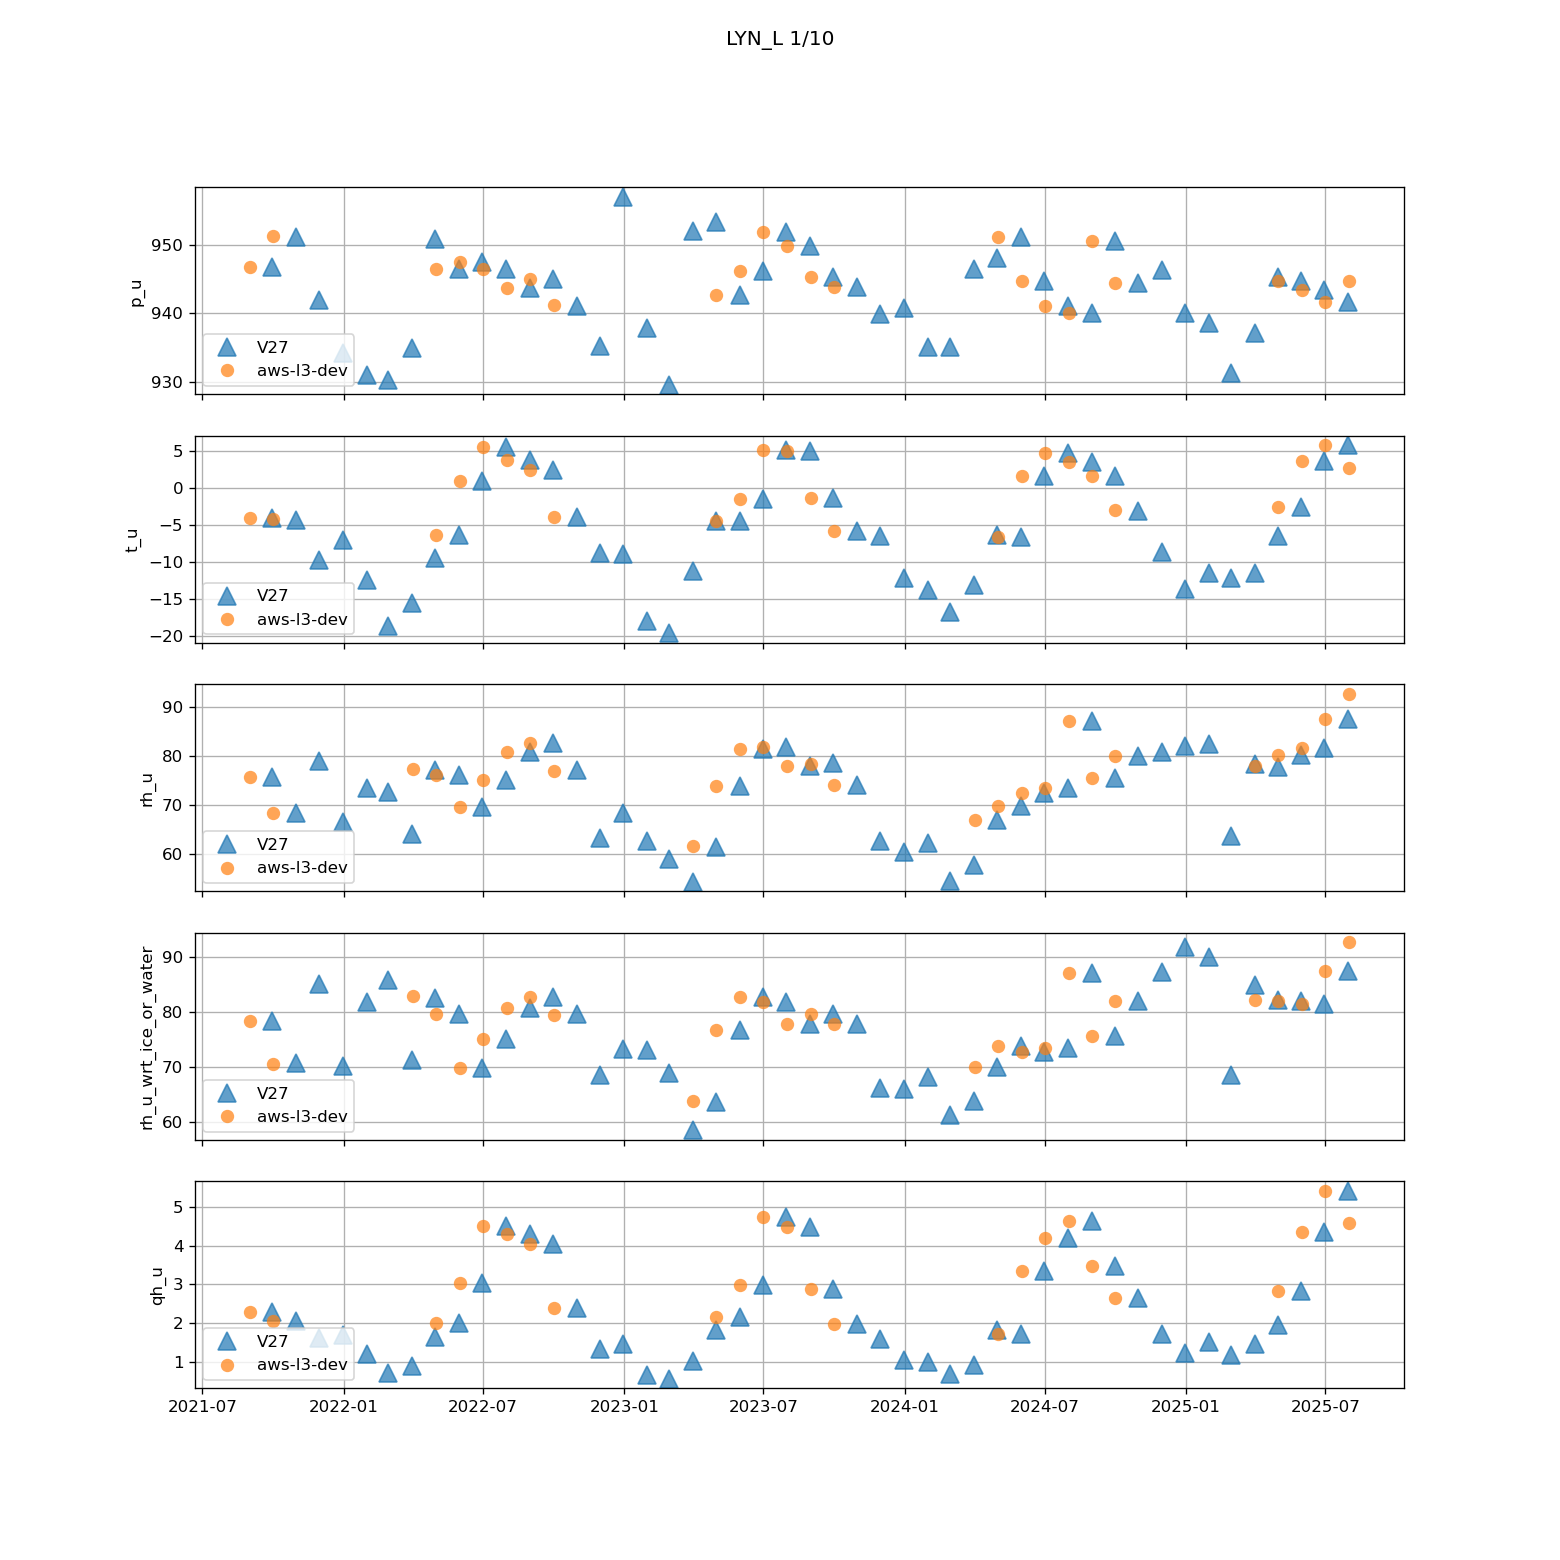 LYN_L 1/10
950
940
930
p_u
V27
aws-l3-dev
5
0
−5
−10
−15
−20
t_u
V27
aws-l3-dev
90
80
70
60
rh_u
V27
aws-l3-dev
90
80
70
60
rh_u_wrt_ice_or_water
V27
aws-l3-dev
5
4
3
2
1
qh_u
V27
aws-l3-dev
2021-07 2022-01 2022-07 2023-01 2023-07 2024-01 2024-07 2025-01 2025-07